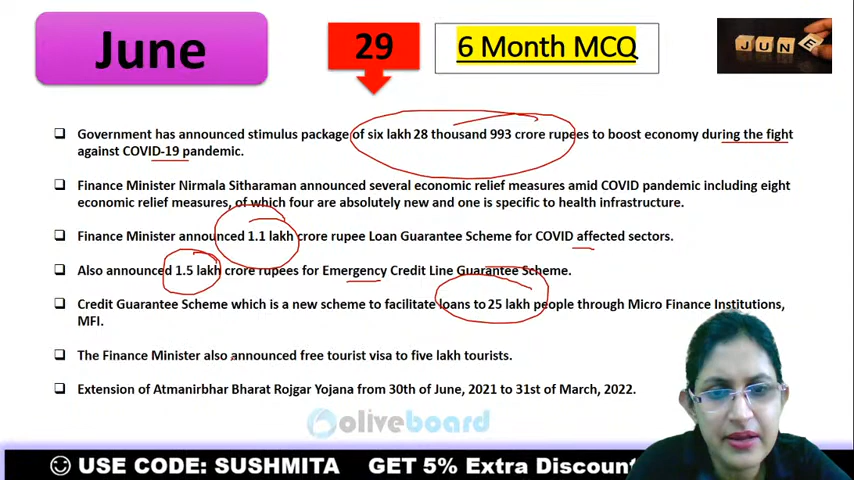 June
29
6 Month MCQ
JUNE
Government has announced stimulus package of six lakh 28 thousand 993 crore rupees to boost economy during the fight
against COVID-19 pandemic.
Finance Minister Nirmala Sitharaman announced several economic relief measures amid COVID pandemic including eight
economic relief measures, of which four are absolutely new and one is specific to health infrastructure.
Finance Minister announced 1.1 lakh crore rupee Loan Guarantee Scheme for COVID affected sectors.
Also announced 1.5 lakh crore rupees for Emergency Credit Line Guarantee Scheme.
Credit Guarantee Scheme which is a new scheme to facilitate loans to 25 lakh people through Micro Finance Institutions,
MFI.
The Finance Minister also announced free tourist visa to five lakh tourists.
Extension of Atmanirbhar Bharat Rojgar Yojana from 30th of June, 2021 to 31st of March, 2022.
oliveboard
USE CODE: SUSHMITA GET 5% Extra Discount